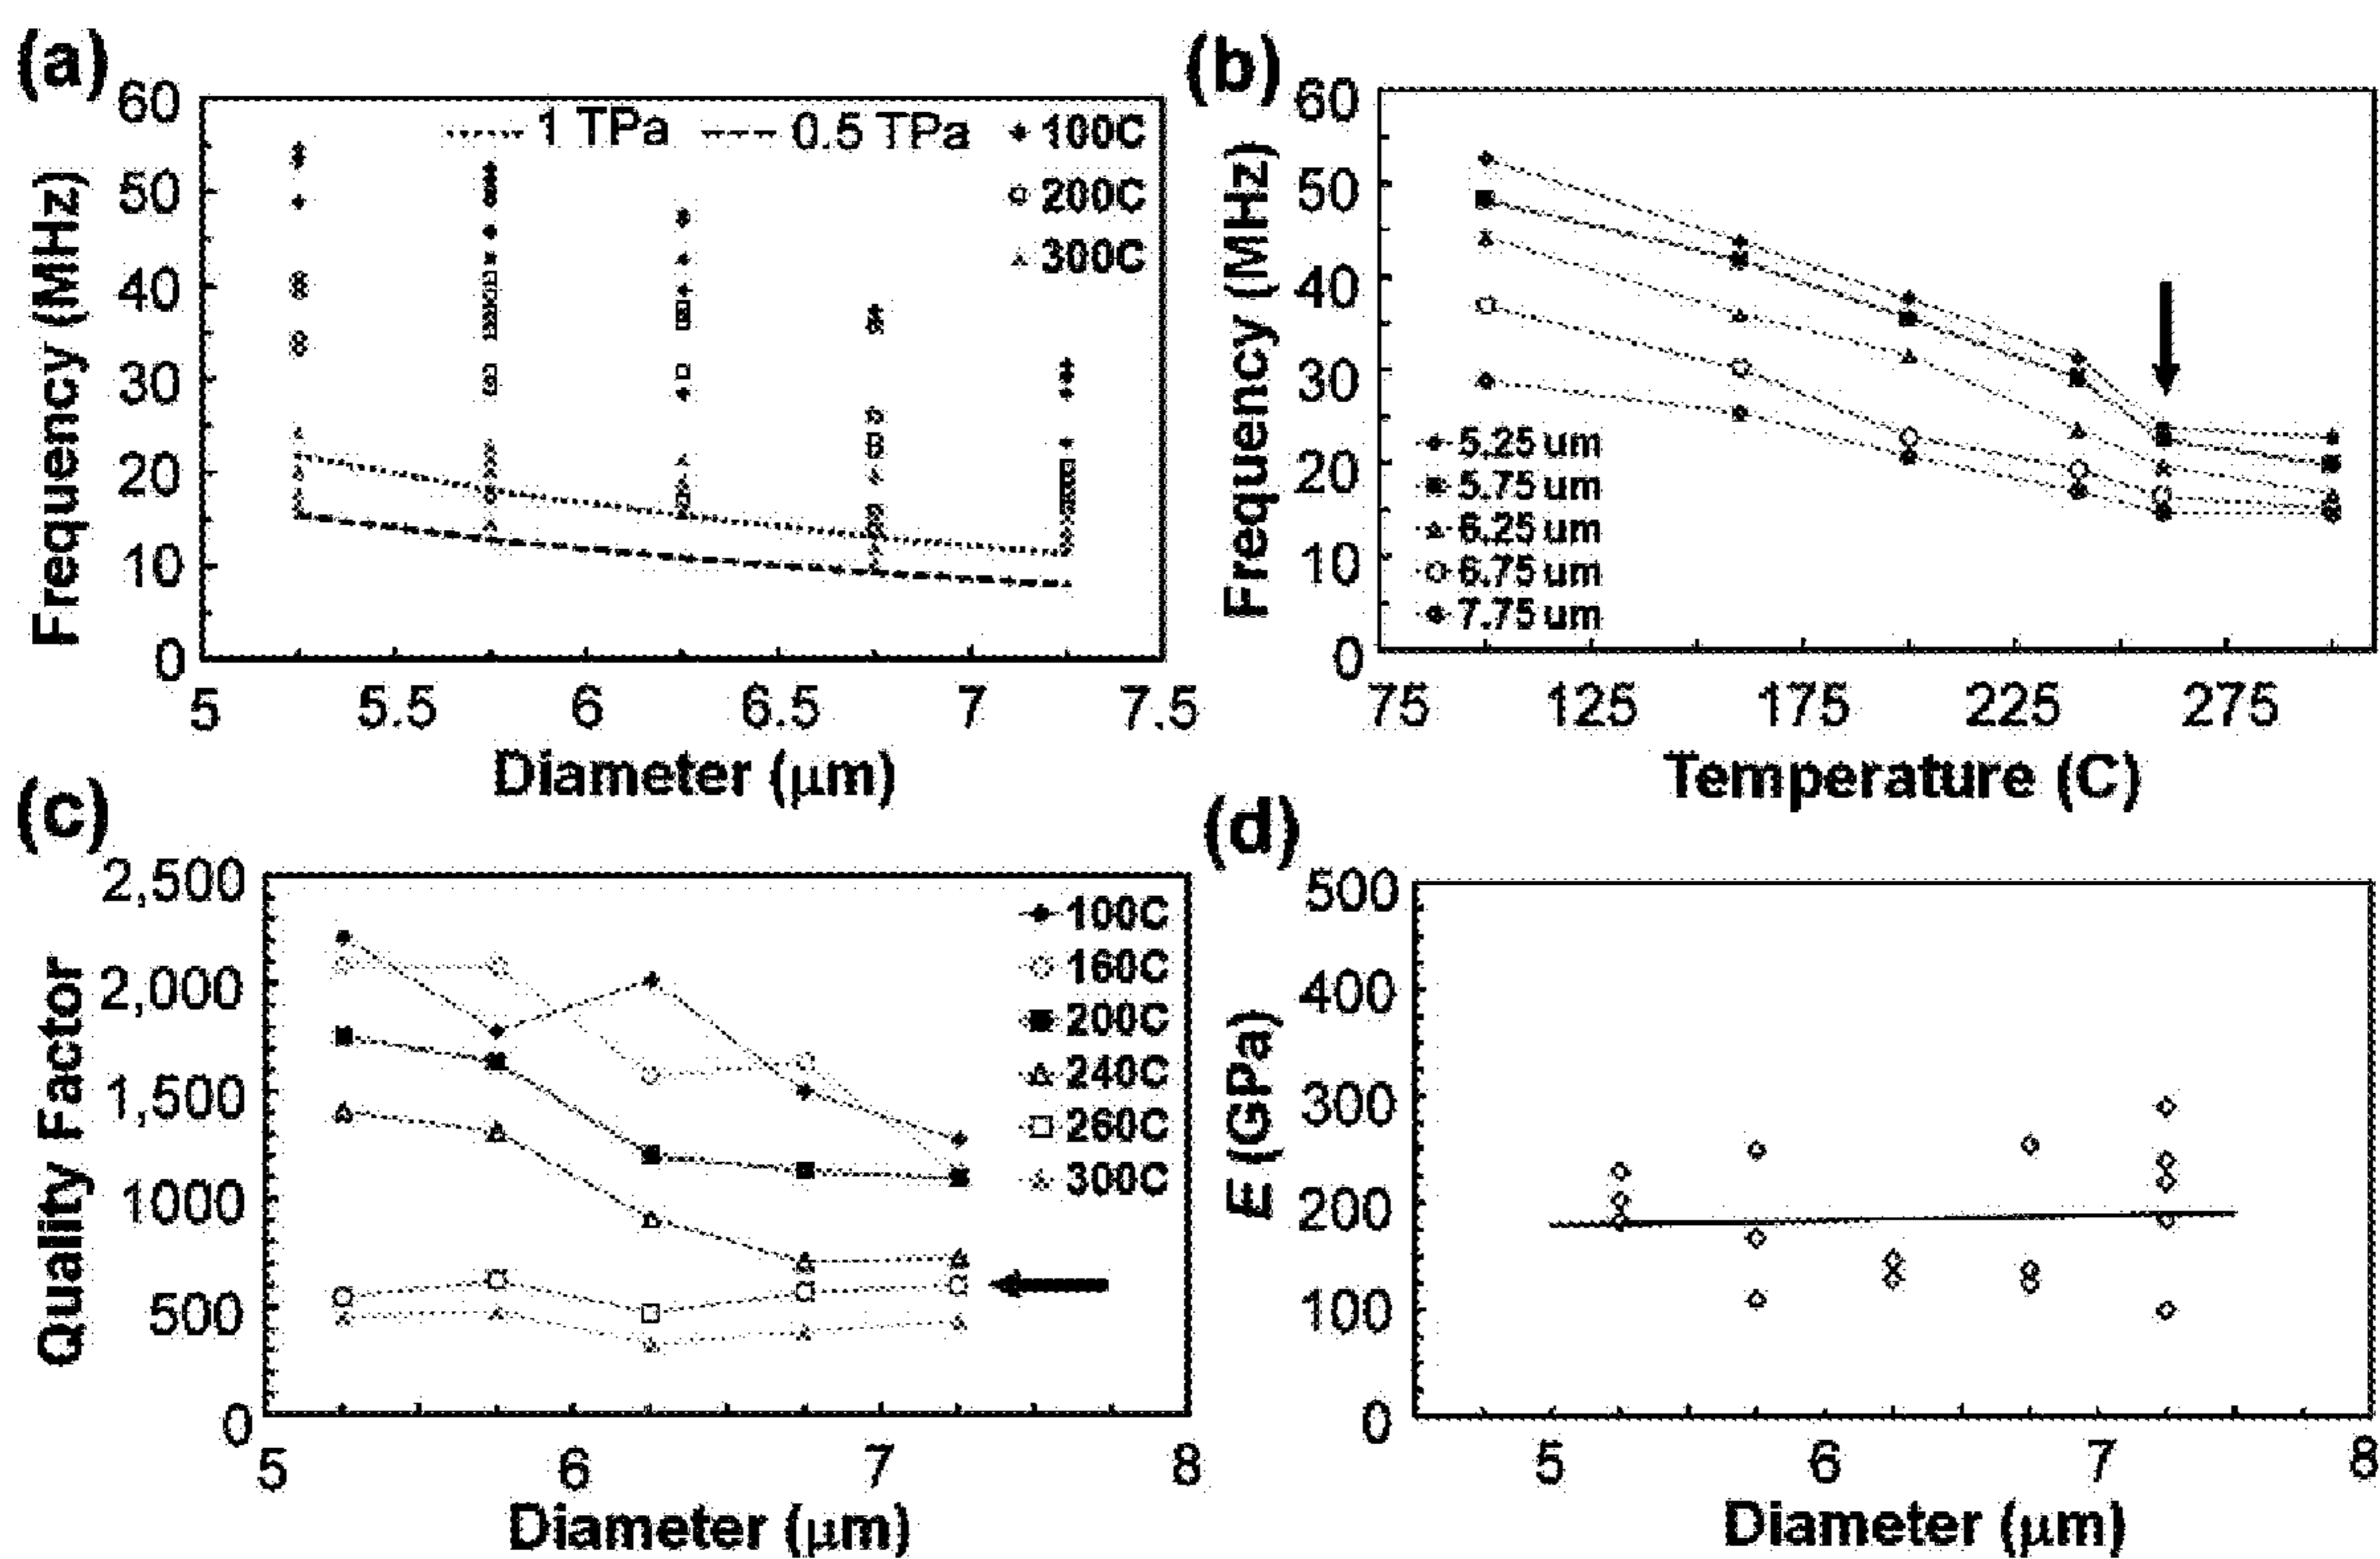 (a)
60
50
40
30
20
10
0
Frequency (MHz)
1 TPa
0.5 TPa
100C
200C
300C
5
5.5
6
6.5
7
7.5
Diameter (μm)
(b)
60
50
40
30
20
10
0
Frequency (MHz)
5.25 um
5.75 um
6.25 um
6.75 um
7.75 um
75
125
175
225
275
Temperature (C)
(c)
2,500
2,000
1,500
1000
500
0
Quality Factor
100C
160C
200C
240C
260C
300C
5
6
7
8
Diameter (μm)
(d)
500
400
300
200
100
0
E (GPa)
5
6
7
8
Diameter (μm)